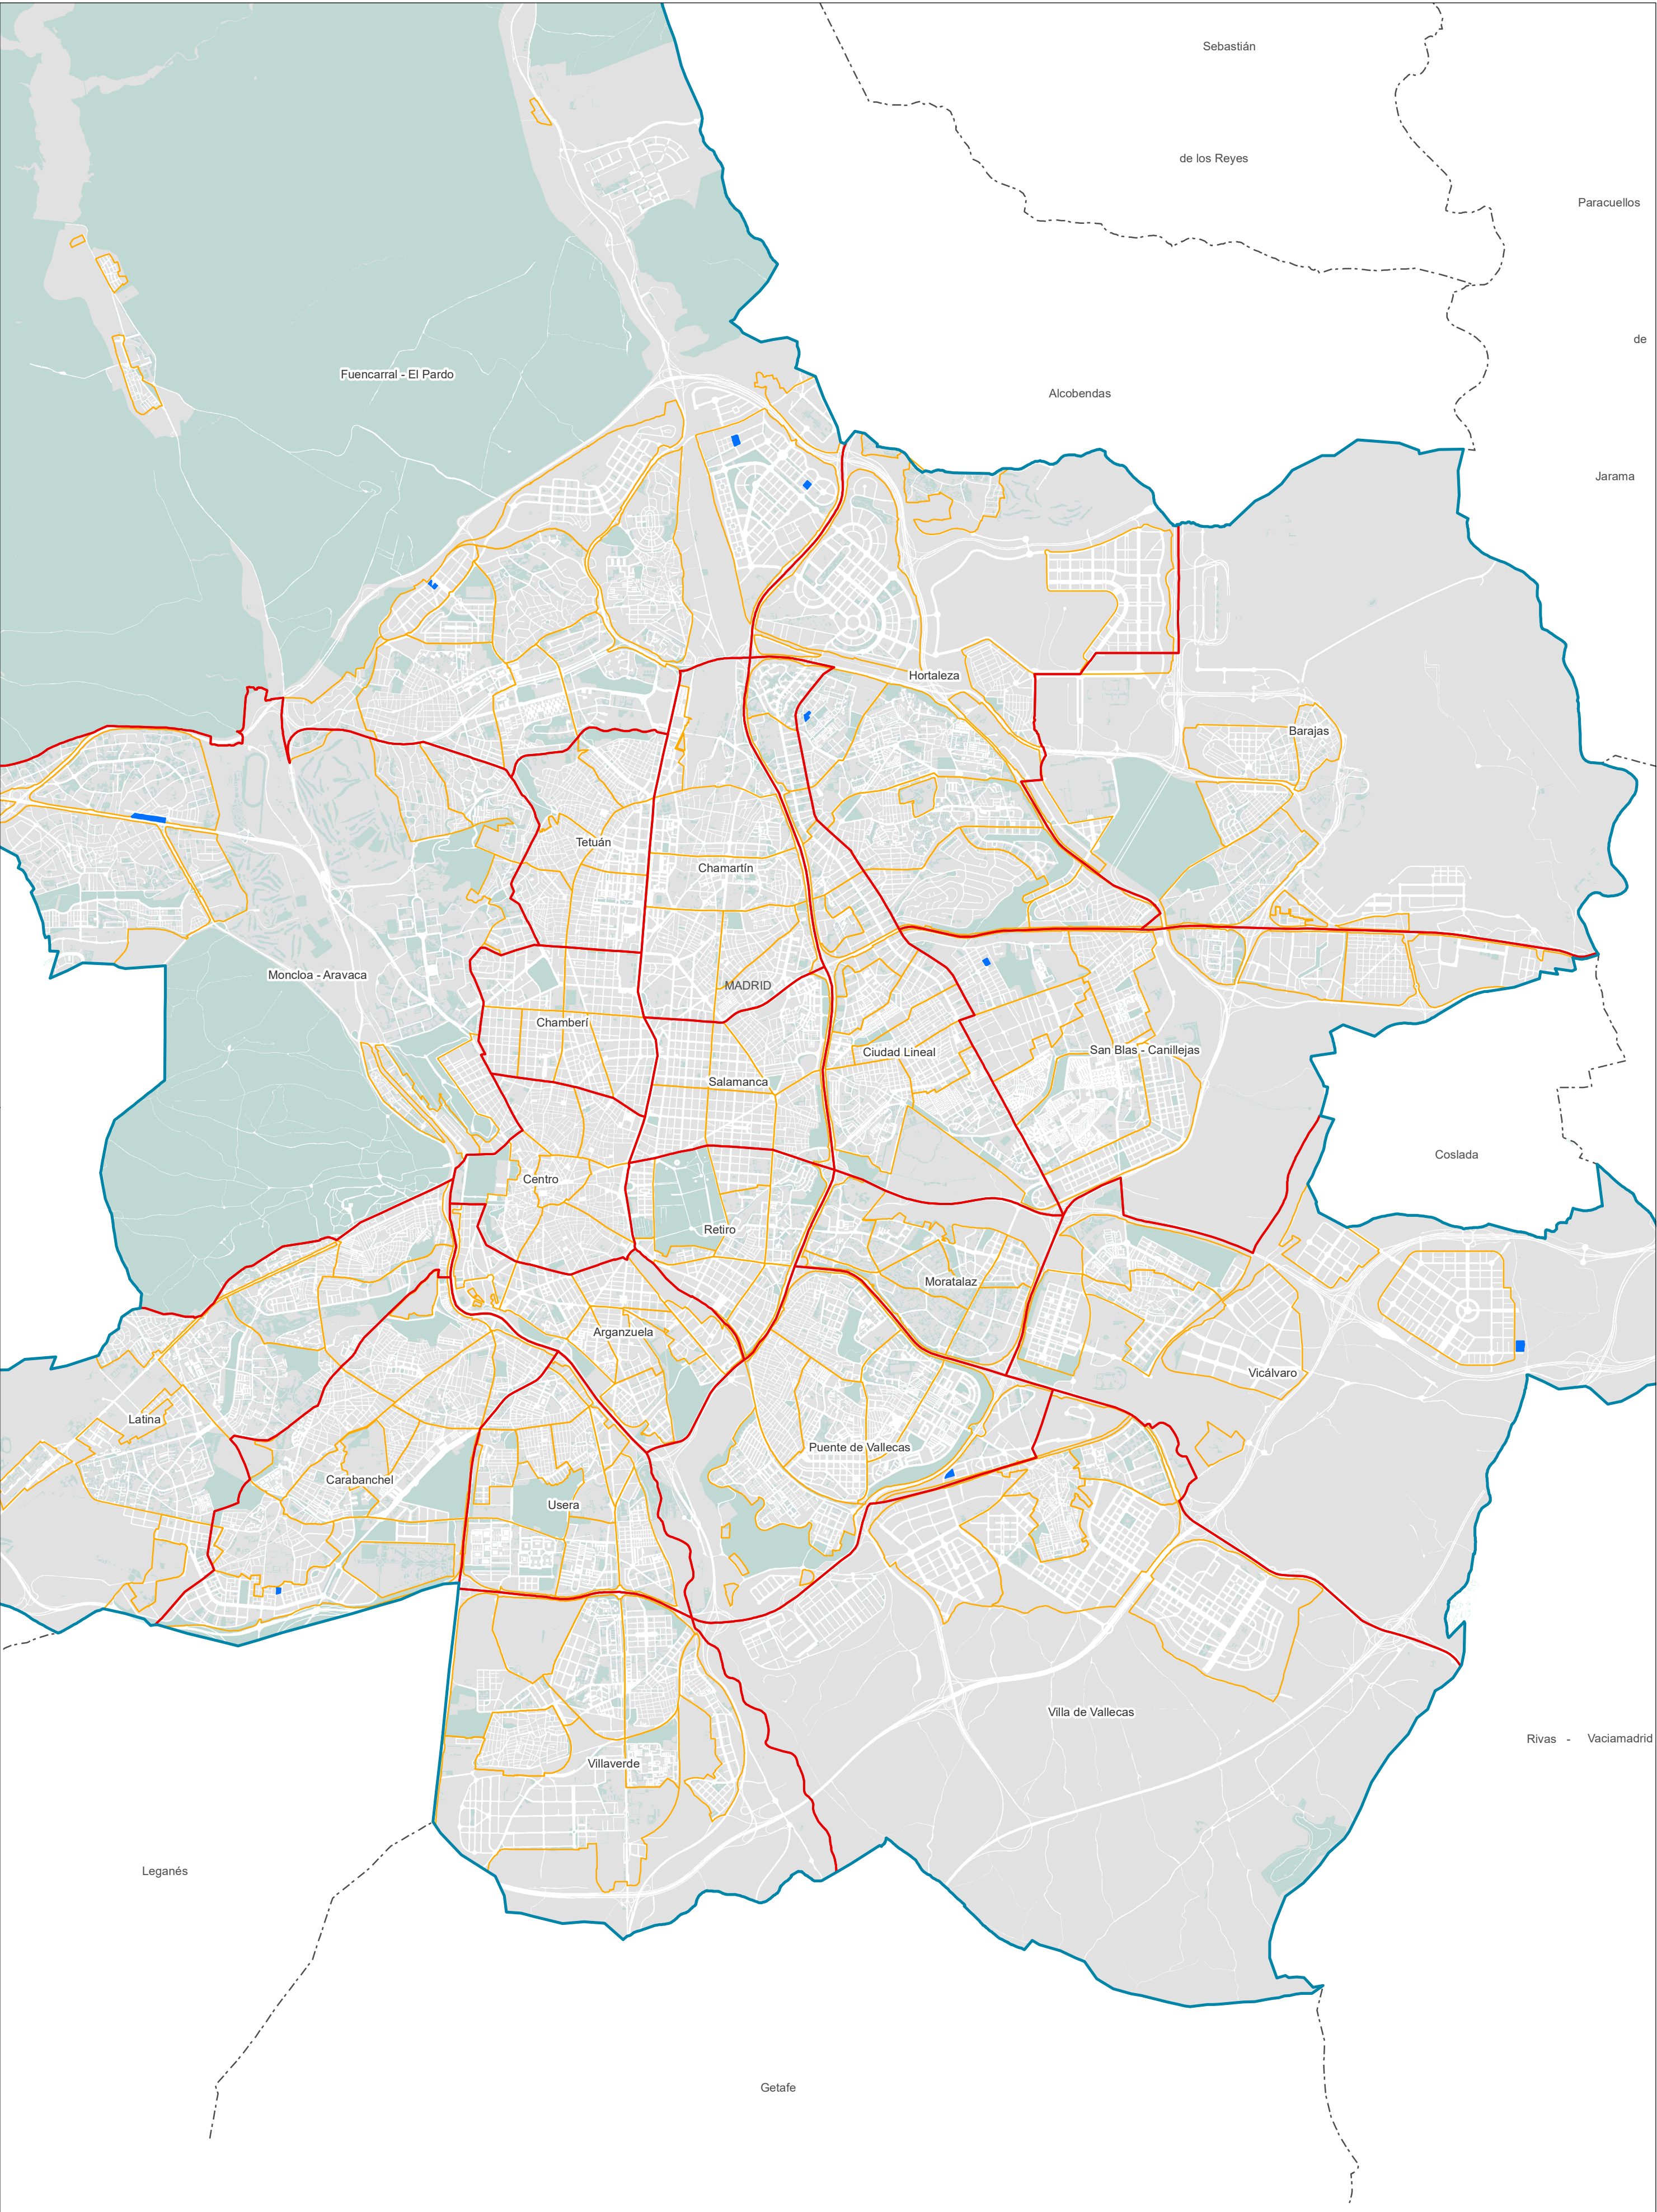 Sebastián
de los Reyes
Paracuellos
de
Fuencarral - El Pardo
Alcobendas
Jarama
Hortaleza
Barajas
Tetuán
Chamartín
Moncloa - Aravaca
MADRID
Chamberí
Ciudad Lineal
San Blas - Canillejas
Salamanca
Coslada
Centro
Retiro
Moratalaz
Arganzuela
Vicálvaro
Latina
Puente de Vallecas
Carabanchel
Usera
Villa de Vallecas
Rivas - Vaciamadrid
Villaverde
Leganés
Getafe